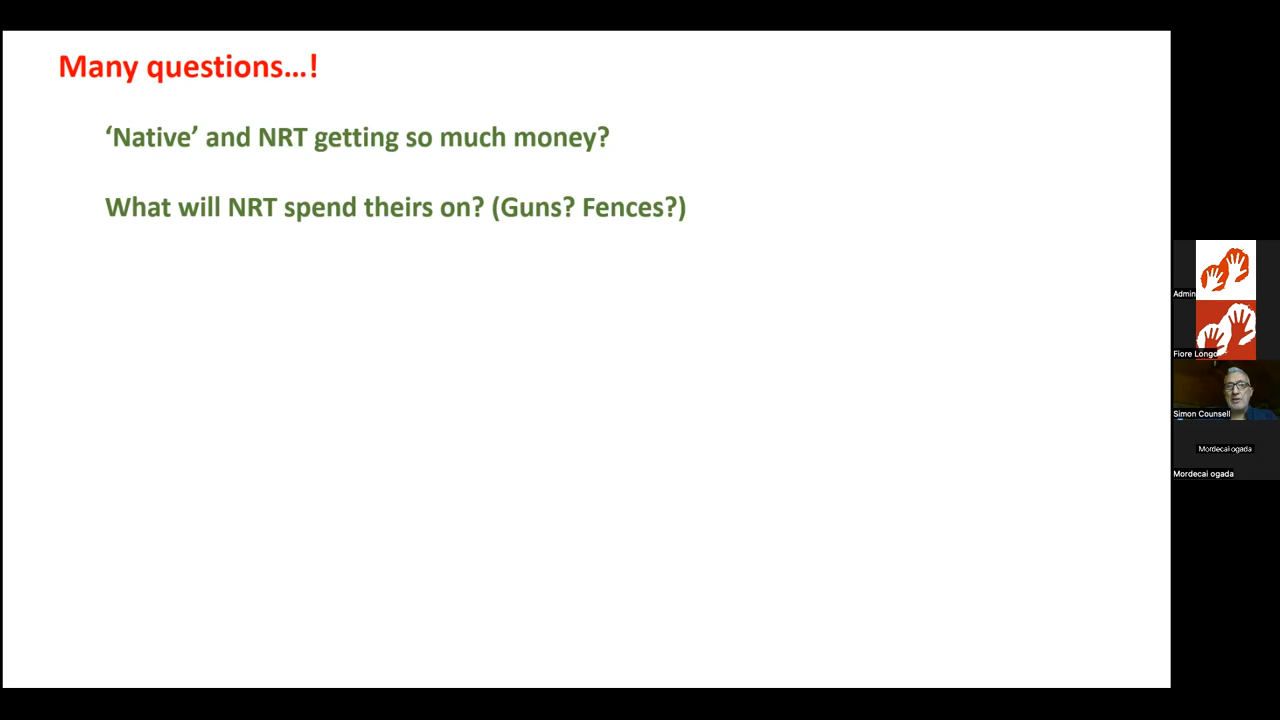 Many questions…!
‘Native’ and NRT getting so much money?
What will NRT spend theirs on? (Guns? Fences?)
Admin
Fiore Longo
Simon Counsell
Mordecai ogada
Mordecai ogada